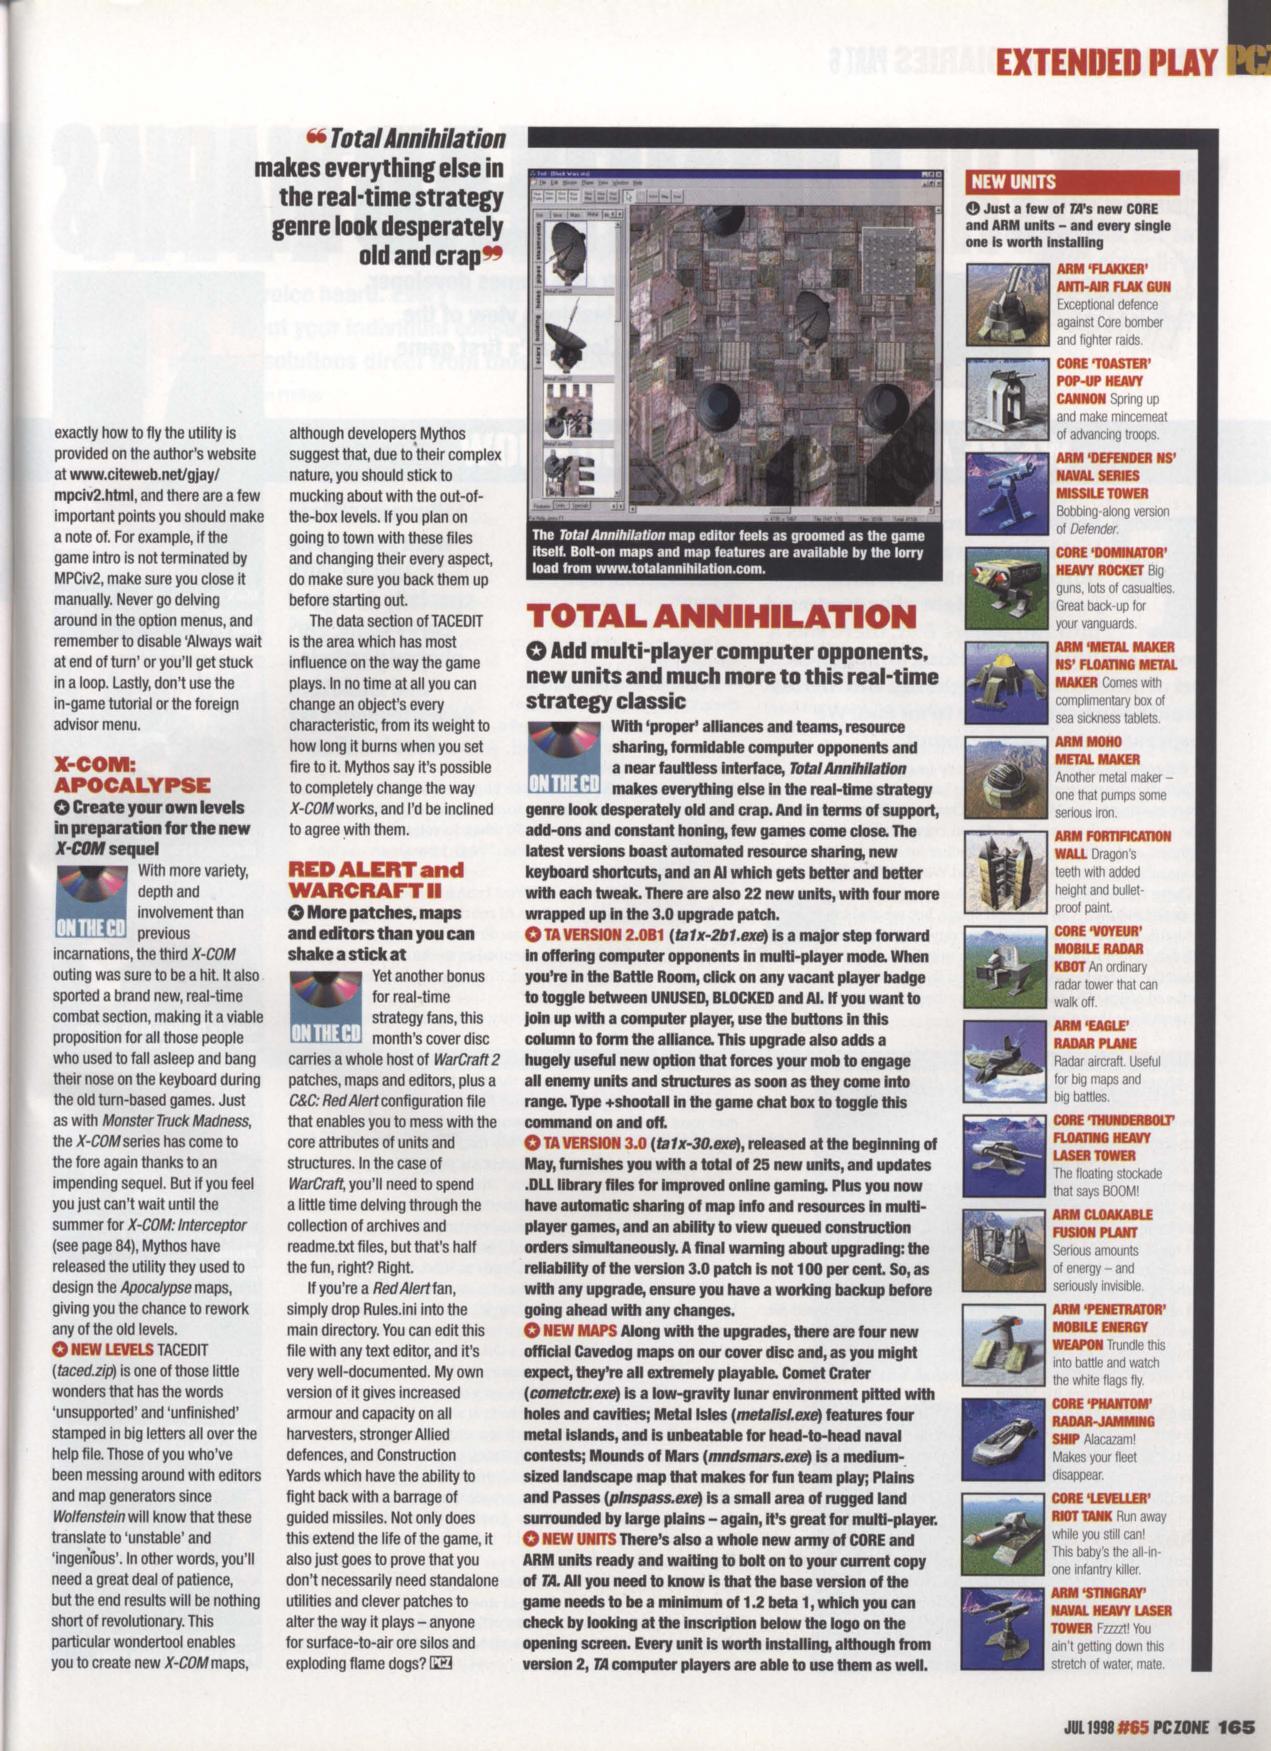 EXTENDED PLAY PCZ
“ Total Annihilation
makes everything else in
the real-time strategy
genre look desperately
old and crap”
exactly how to fly the utility is
provided on the author's website
at www.citeweb.net/gjay/
mpciv2.html, and there are a few
important points you should make
a note of. For example, if the
game intro is not terminated by
MPCiv2, make sure you close it
manually. Never go delving
around in the option menus, and
remember to disable ‘Always wait
at end of turn’ or you'll get stuck
in a loop. Lastly, don't use the
in-game tutorial or the foreign
advisor menu.
X-COM:
APOCALYPSE
Create your own levels
in preparation for the new
X-COM sequel
ON THE CD
With more variety,
depth and
involvement than
previous
incarnations, the third X-COM
outing was sure to be a hit. It also
sported a brand new, real-time
combat section, making it a viable
proposition for all those people
who used to fall asleep and bang
their nose on the keyboard during
the old turn-based games. Just
as with Monster Truck Madness,
the X-COM series has come to
the fore again thanks to an
impending sequel. But if you feel
you just can't wait until the
summer for X-COM: Interceptor
(see page 84), Mythos have
released the utility they used to
design the Apocalypse maps,
giving you the chance to rework
any of the old levels.
NEW LEVELS TACEDIT
(taced.zip) is one of those little
wonders that has the words
‘unsupported’ and ‘unfinished’
stamped in big letters all over the
help file. Those of you who've
been messing around with editors
and map generators since
Wolfenstein will know that these
translate to ‘unstable’ and
‘ingenious’. In other words, you'll
need a great deal of patience,
but the end results will be nothing
short of revolutionary. This
particular wondertool enables
you to create new X-COM maps,
although developers Mythos
suggest that, due to their complex
nature, you should stick to
mucking about with the out-of-
the-box levels. If you plan on
going to town with these files
and changing their every aspect,
do make sure you back them up
before starting out.
The data section of TACEDIT
is the area which has most
influence on the way the game
plays. In no time at all you can
change an object's every
characteristic, from its weight to
how long it burns when you set
fire to it. Mythos say it's possible
to completely change the way
X-COM works, and I'd be inclined
to agree with them.
RED ALERT and
WARCRAFT II
More patches, maps
and editors than you can
shake a stick at
ON THE CD
Yet another bonus
for real-time
strategy fans, this
month's cover disc
carries a whole host of WarCraft 2
patches, maps and editors, plus a
C&C: Red Alert configuration file
that enables you to mess with the
core attributes of units and
structures. In the case of
WarCraft, you'll need to spend
a little time delving through the
collection of archives and
readme.txt files, but that's half
the fun, right? Right.
If you're a Red Alert fan,
simply drop Rules.ini into the
main directory. You can edit this
file with any text editor, and it's
very well-documented. My own
version of it gives increased
armour and capacity on all
harvesters, stronger Allied
defences, and Construction
Yards which have the ability to
fight back with a barrage of
guided missiles. Not only does
this extend the life of the game, it
also just goes to prove that you
don't necessarily need standalone
utilities and clever patches to
alter the way it plays – anyone
for surface-to-air ore silos and
exploding flame dogs? PCZ
The Total Annihilation map editor feels as groomed as the game
itself. Bolt-on maps and map features are available by the lorry
load from www.totalannihilation.com.
TOTAL ANNIHILATION
Add multi-player computer opponents,
new units and much more to this real-time
strategy classic
ON THE CD
With ‘proper’ alliances and teams, resource
sharing, formidable computer opponents and
a near faultless interface, Total Annihilation
makes everything else in the real-time strategy
genre look desperately old and crap. And in terms of support,
add-ons and constant honing, few games come close. The
latest versions boast automated resource sharing, new
keyboard shortcuts, and an AI which gets better and better
with each tweak. There are also 22 new units, with four more
wrapped up in the 3.0 upgrade patch.
TA VERSION 2.0B1 (ta1x-2b1.exe) is a major step forward
in offering computer opponents in multi-player mode. When
you're in the Battle Room, click on any vacant player badge
to toggle between UNUSED, BLOCKED and AI. If you want to
join up with a computer player, use the buttons in this
column to form the alliance. This upgrade also adds a
hugely useful new option that forces your mob to engage
all enemy units and structures as soon as they come into
range. Type +shootall in the game chat box to toggle this
command on and off.
TA VERSION 3.0 (ta1x-30.exe), released at the beginning of
May, furnishes you with a total of 25 new units, and updates
.DLL library files for improved online gaming. Plus you now
have automatic sharing of map info and resources in multi-
player games, and an ability to view queued construction
orders simultaneously. A final warning about upgrading: the
reliability of the version 3.0 patch is not 100 per cent. So, as
with any upgrade, ensure you have a working backup before
going ahead with any changes.
NEW MAPS Along with the upgrades, there are four new
official Cavedog maps on our cover disc and, as you might
expect, they're all extremely playable. Comet Crater
(cometctr.exe) is a low-gravity lunar environment pitted with
holes and cavities; Metal Isles (metalisl.exe) features four
metal islands, and is unbeatable for head-to-head naval
contests; Mounds of Mars (mndsmars.exe) is a medium-
sized landscape map that makes for fun team play; Plains
and Passes (plnspass.exe) is a small area of rugged land
surrounded by large plains – again, it's great for multi-player.
NEW UNITS There's also a whole new army of CORE and
ARM units ready and waiting to bolt on to your current copy
of TA. All you need to know is that the base version of the
game needs to be a minimum of 1.2 beta 1, which you can
check by looking at the inscription below the logo on the
opening screen. Every unit is worth installing, although from
version 2, TA computer players are able to use them as well.
NEW UNITS
Just a few of TA's new CORE
and ARM units – and every single
one is worth installing
ARM ‘FLAKKER’
ANTI-AIR FLAK GUN
Exceptional defence
against Core bomber
and fighter raids.
CORE ‘TOASTER’
POP-UP HEAVY
CANNON Spring up
and make mincemeat
of advancing troops.
ARM ‘DEFENDER NS’
NAVAL SERIES
MISSILE TOWER
Bobbing-along version
of Defender.
CORE ‘DOMINATOR’
HEAVY ROCKET Big
guns, lots of casualties.
Great back-up for
your vanguards.
ARM ‘METAL MAKER
NS’ FLOATING METAL
MAKER Comes with
complimentary box of
sea sickness tablets.
ARM MOHO
METAL MAKER
Another metal maker –
one that pumps some
serious iron.
ARM FORTIFICATION
WALL Dragon's
teeth with added
height and bullet-
proof paint.
CORE ‘VOYEUR’
MOBILE RADAR
KBOT An ordinary
radar tower that can
walk off.
ARM ‘EAGLE’
RADAR PLANE
Radar aircraft. Useful
for big maps and
big battles.
CORE ‘THUNDERBOLT’
FLOATING HEAVY
LASER TOWER
The floating stockade
that says BOOM!
ARM CLOAKABLE
FUSION PLANT
Serious amounts
of energy – and
seriously invisible.
ARM ‘PENETRATOR’
MOBILE ENERGY
WEAPON Trundle this
into battle and watch
the white flags fly.
CORE ‘PHANTOM’
RADAR-JAMMING
SHIP Alacazam!
Makes your fleet
disappear.
CORE ‘LEVELLER’
RIOT TANK Run away
while you still can!
This baby's the all-in-
one infantry killer.
ARM ‘STINGRAY’
NAVAL HEAVY LASER
TOWER Fzzzzt! You
ain't getting down this
stretch of water, mate.
JUL 1998 #65 PC ZONE 165